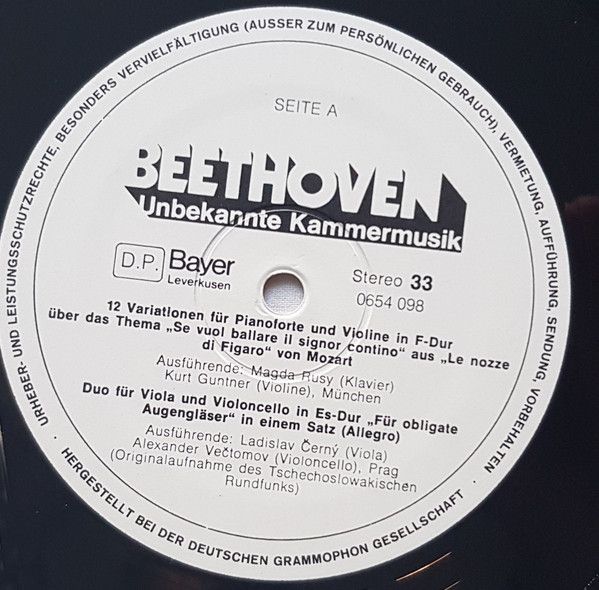 URHEBER- UND LEISTUNGSSCHUTZRECHTE, BESONDERS VERVIELFÄLTIGUNG (AUSSER ZUM PERSÖNLICHEN GEBRAUCH), VERMIETUNG, AUFFÜHRUNG, SENDUNG, VORBEHALTEN ·
SEITE A
BEETHOVEN
Unbekannte Kammermusik
D.P. Bayer
Leverkusen
Stereo 33
0654 098
12 Variationen für Pianoforte und Violine in F-Dur
über das Thema „Se vuol ballare il signor contino“ aus „Le nozze
di Figaro“ von Mozart
Ausführende: Magda Rusy (Klavier)
Kurt Guntner (Violine), München
Duo für Viola und Violoncello in Es-Dur „Für obligate
Augengläser“ in einem Satz (Allegro)
Ausführende: Ladislav Černý (Viola)
Alexander Večtomov (Violoncello), Prag
(Originalaufnahme des Tschechoslowakischen
Rundfunks)
· HERGESTELLT BEI DER DEUTSCHEN GRAMMOPHON GESELLSCHAFT ·